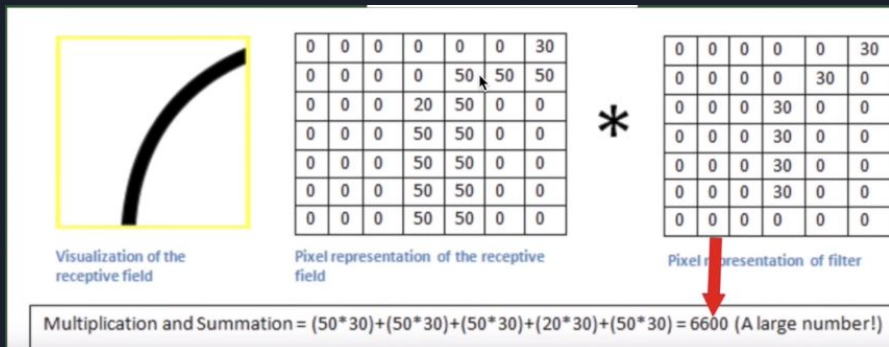 0 0 0 0 0 0 30
0 0 0 0 50 50 50
0 0 0 20 50 0 0
0 0 0 50 50 0 0
0 0 0 50 50 0 0
0 0 0 50 50 0 0
0 0 0 50 50 0 0
*
0 0 0 0 0 30
0 0 0 0 30 0
0 0 0 30 0 0
0 0 0 30 0 0
0 0 0 30 0 0
0 0 0 30 0 0
0 0 0 0 0 0
Visualization of the
receptive field
Pixel representation of the receptive
field
Pixel representation of filter
Multiplication and Summation = (50*30)+(50*30)+(50*30)+(20*30)+(50*30) = 6600 (A large number!)